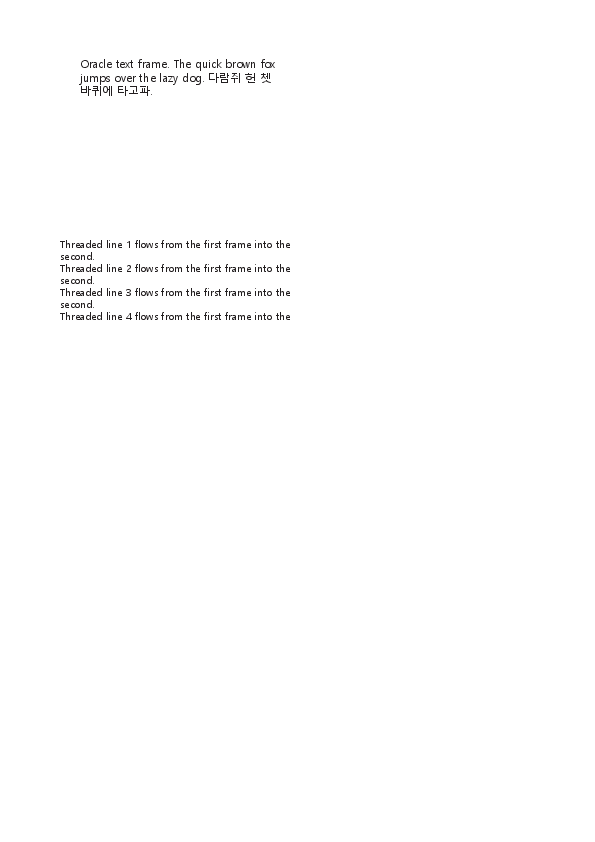 Oracle text frame. The quick brown fox
jumps over the lazy dog. 다람쥐 헌 쳇
바퀴에 타고파.
Threaded line 1 flows from the first frame into the
second.
Threaded line 2 flows from the first frame into the
second.
Threaded line 3 flows from the first frame into the
second.
Threaded line 4 flows from the first frame into the